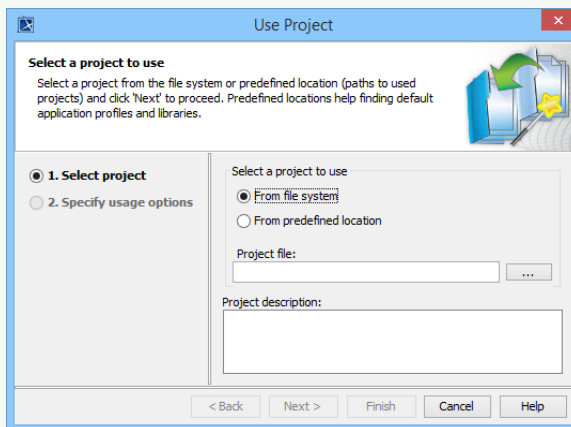 Use Project
Select a project to use
Select a project from the file system or predefined location (paths to used
projects) and click 'Next' to proceed. Predefined locations help finding default
application profiles and libraries.
1. Select project
2. Specify usage options
Select a project to use
From file system
From predefined location
Project file:
...
Project description:
< Back
Next >
Finish
Cancel
Help